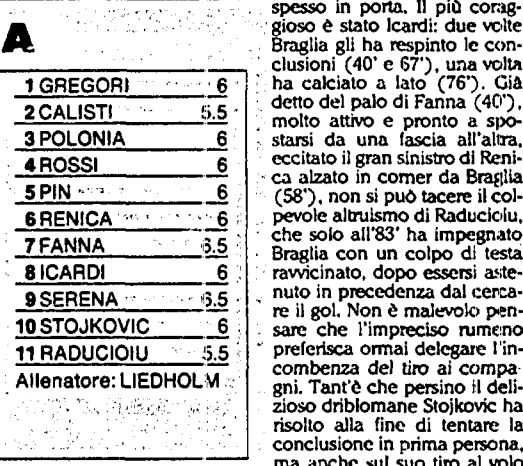 A
1 GREGORI 6
2 CALISTI 5.5
3 POLONIA 6
4 ROSSI 6
5 PIN 6
6 RENICA 6
7 FANNA 6.5
8 ICARDI 6
9 SERENA 6.5
10 STOJKOVIC 6
11 RADUCIOIU 5.5
Allenatore: LIEDHOLM
spesso in porta. Il più corag-
gioso è stato Icardi: due volte
Braglia gli ha respinto le con-
clusioni (40' e 67'), una volta
ha calciato a lato (76'). Già
detto del palo di Fanna (40'),
molto attivo e pronto a spo-
starsi da una fascia all'altra,
eccitato il gran sinistro di Reni-
ca alzato in corner da Braglia
(58'), non si può tacere il col-
pevole altruismo di Raducioiu,
che solo all'83' ha impegnato
Braglia con un colpo di testa
ravvicinato, dopo essersi aste-
nuto in precedenza dal cerca-
re il gol. Non è malevolo pen-
sare che l'impreciso rumeno
preferisca ormai delegare l'in-
combenza del tiro ai compa-
gni. Tant'è che persino il deli-
zioso driblomane Stojkovic ha
risolto alla fine di tentare la
conclusione in prima persona,
ma anche sul suo tiro al volo